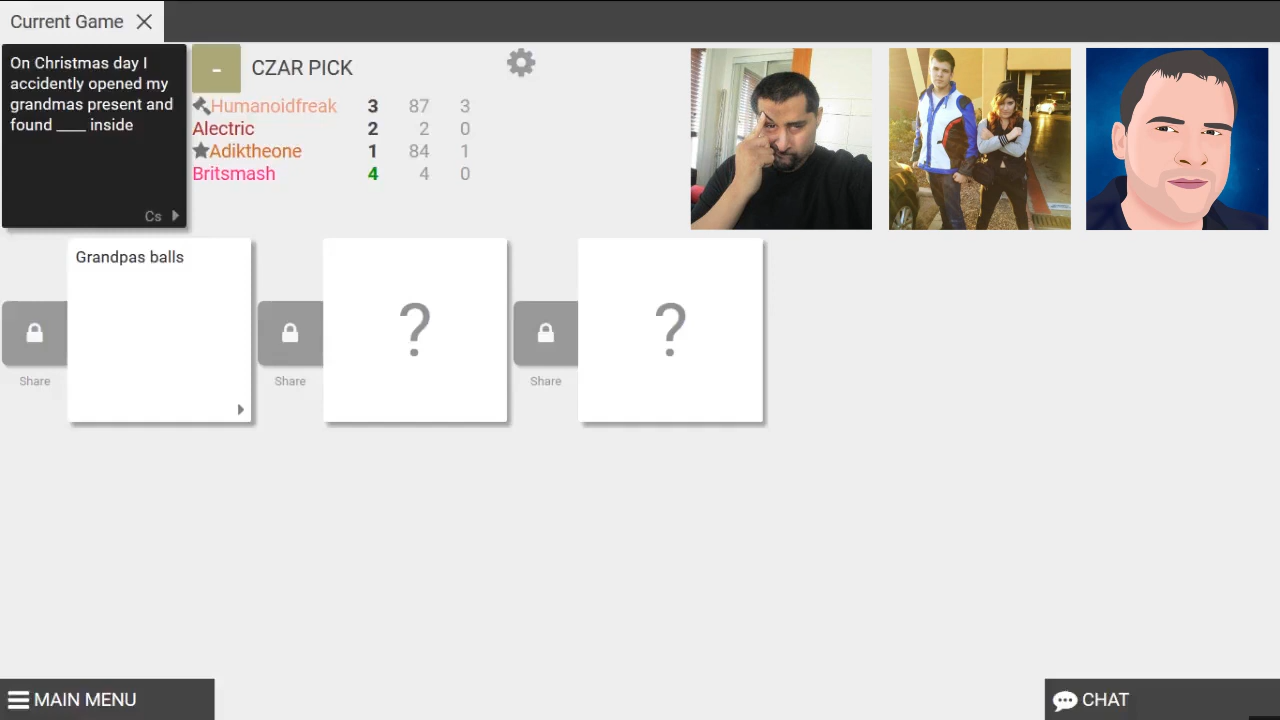 Current Game
On Christmas day I
accidently opened my
grandmas present and
found ____ inside
Cs
-
CZAR PICK
Humanoidfreak 3 87 3
Alectric 2 2 0
Adiktheone 1 84 1
Britsmash 4 4 0
Grandpas balls
?
?
Share
Share
Share
MAIN MENU
CHAT